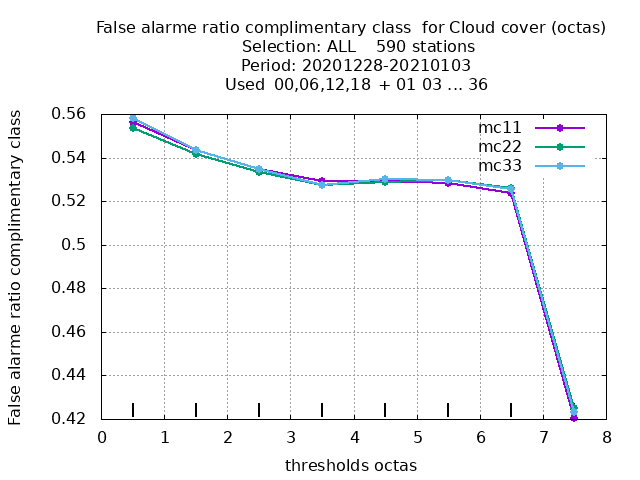 False alarme ratio complimentary class  for Cloud cover (octas)
Selection: ALL    590 stations
Period: 20201228-20210103
Used  00,06,12,18  + 01 03 ... 36
mc11
mc22
mc33
False alarme ratio complimentary class
0.56
0.54
0.52
0.5
0.48
0.46
0.44
0.42
0 1 2 3 4 5 6 7 8
thresholds octas